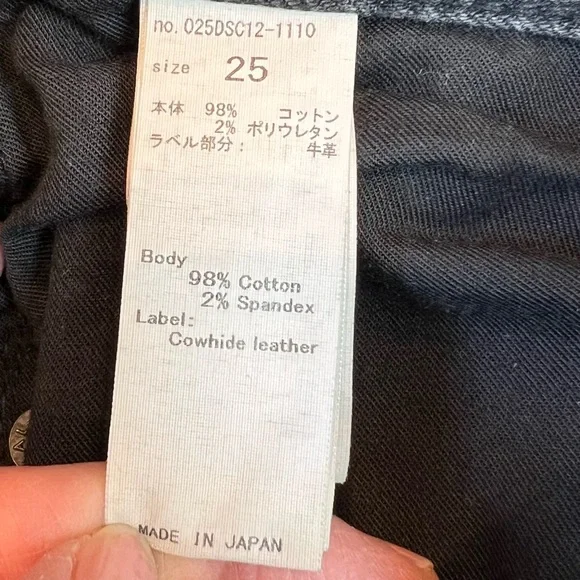 no. 025DSC12-1110
size 25
本体 98% コットン
2% ポリウレタン
ラベル部分: 牛革
Body
98% Cotton
2% Spandex
Label:
Cowhide leather
MADE IN JAPAN